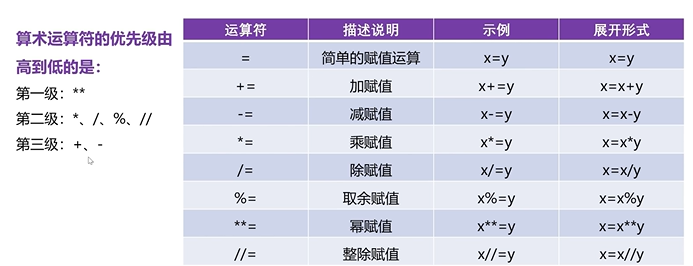 算术运算符的优先级由
高到低的是：
第一级：**
第二级：*、/、%、//
第三级：+、-
运算符 描述说明 示例 展开形式
= 简单的赋值运算 x=y x=y
+= 加赋值 x+=y x=x+y
-= 减赋值 x-=y x=x-y
*= 乘赋值 x*=y x=x*y
/= 除赋值 x/=y x=x/y
%= 取余赋值 x%=y x=x%y
**= 幂赋值 x**=y x=x**y
//= 整除赋值 x//=y x=x//y